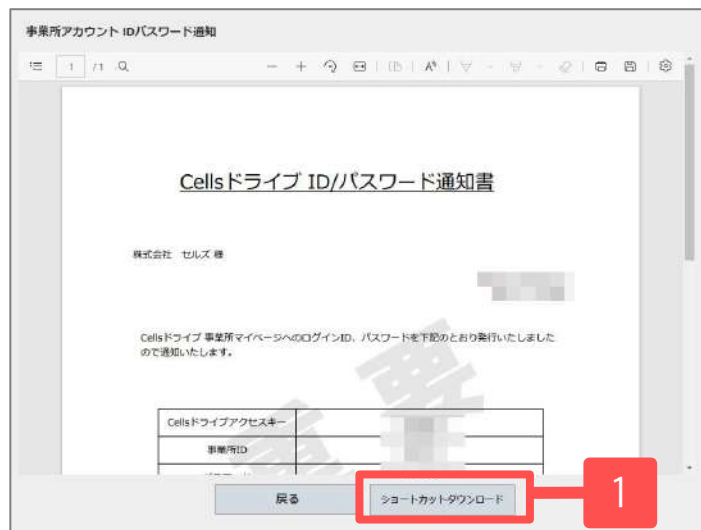 事業所アカウント IDパスワード通知
1 /1
Cellsドライブ ID/パスワード通知書
株式会社 セルズ 様
Cellsドライブ 事業所マイページへのログインID、パスワードを下記のとおり発行いたしました
ので通知いたします。
重要
Cellsドライブアクセスキー
事業所ID
戻る
ショートカットダウンロード
1